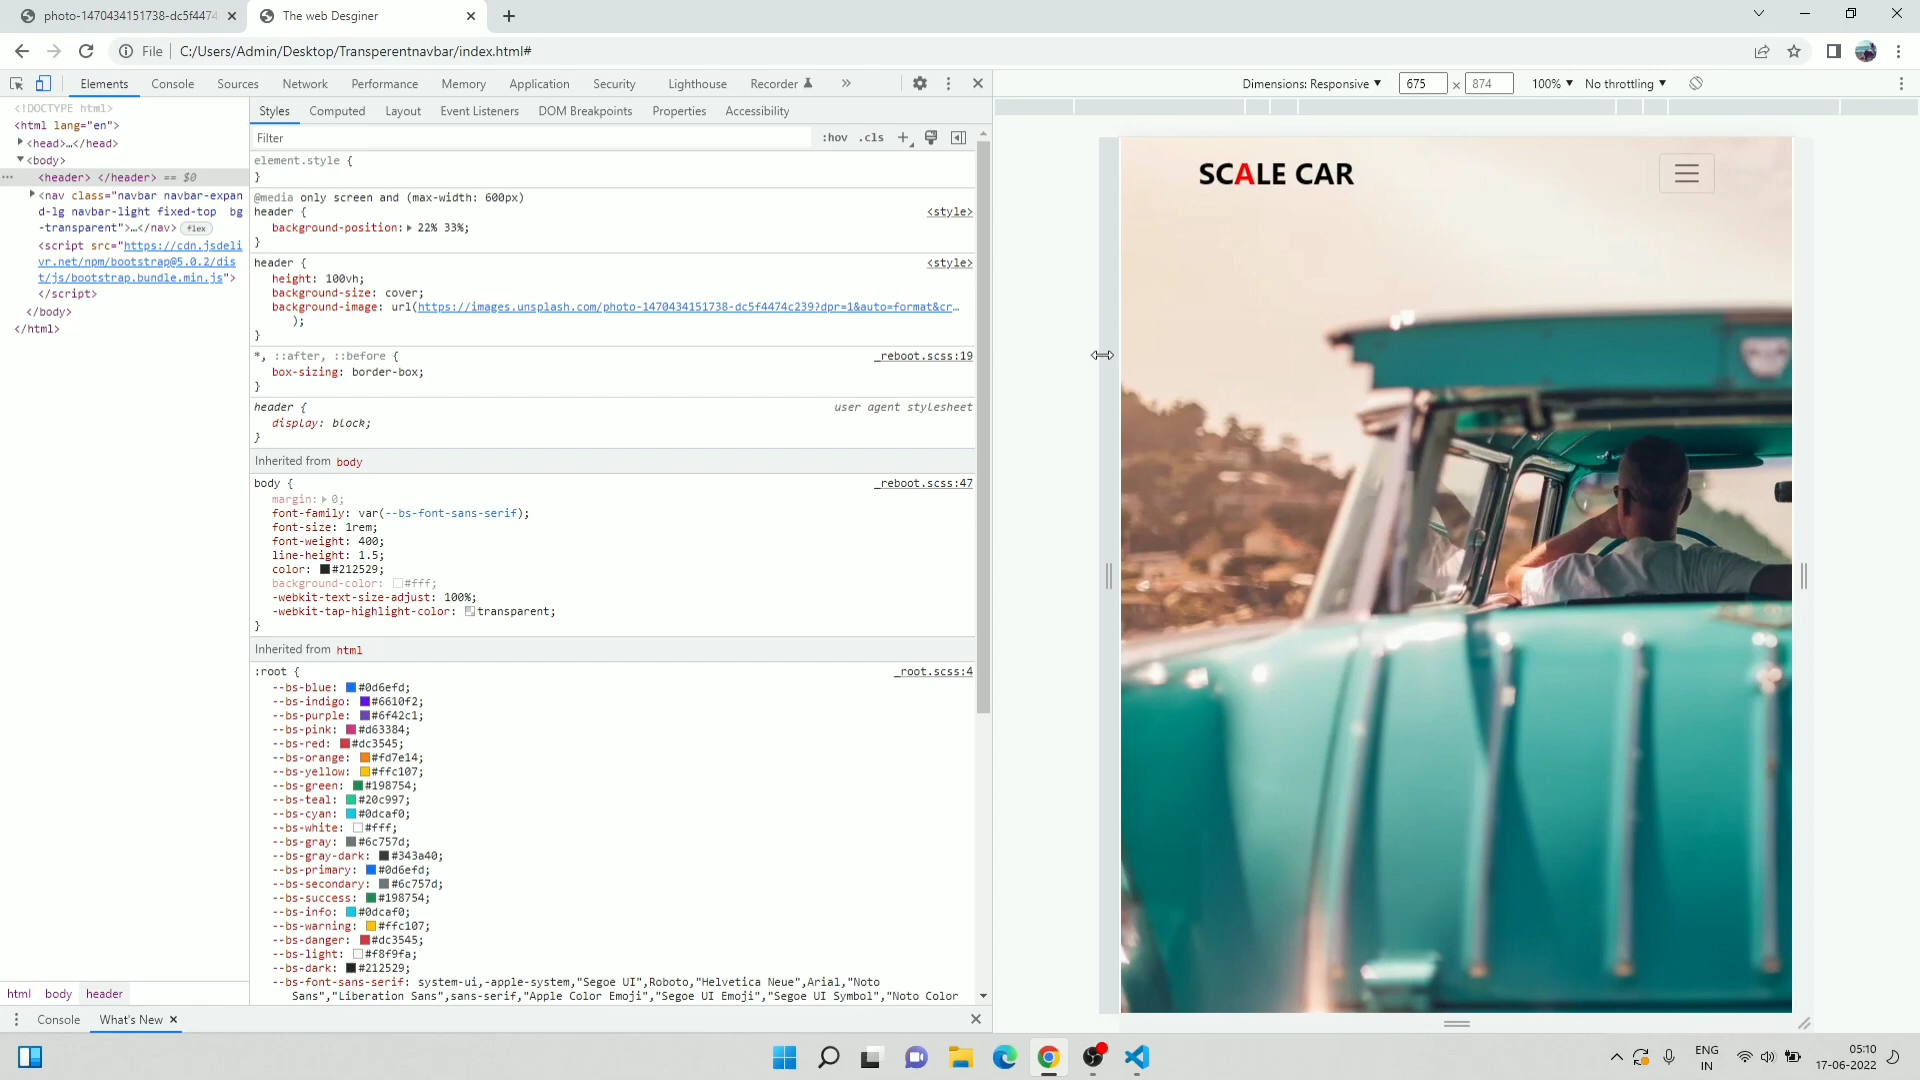 photo-1470434151738-dc5f4474
The web Desginer
File
C:/Users/Admin/Desktop/Transperentnavbar/index.html#
Elements Console Sources Network Performance Memory Application Security Lighthouse Recorder
Dimensions: Responsive 675 × 874 100% No throttling
<!DOCTYPE html>
<html lang="en">
<head>…</head>
<body>
<header> </header> == $0
<nav class="navbar navbar-expan
d-lg navbar-light fixed-top bg
-transparent">…</nav> flex
<script src="https://cdn.jsdeli
vr.net/npm/bootstrap@5.0.2/dis
t/js/bootstrap.bundle.min.js">
</script>
</body>
</html>
Styles Computed Layout Event Listeners DOM Breakpoints Properties Accessibility
Filter
:hov .cls
element.style {
}
@media only screen and (max-width: 600px)
header { <style>
background-position: 22% 33%;
}
header { <style>
height: 100vh;
background-size: cover;
background-image: url(https://images.unsplash.com/photo-1470434151738-dc5f4474c239?dpr=1&auto=format&cr…
);
}
*, ::after, ::before { _reboot.scss:19
box-sizing: border-box;
}
header { user agent stylesheet
display: block;
}
Inherited from body
body { _reboot.scss:47
margin: 0;
font-family: var(--bs-font-sans-serif);
font-size: 1rem;
font-weight: 400;
line-height: 1.5;
color: #212529;
background-color: #fff;
-webkit-text-size-adjust: 100%;
-webkit-tap-highlight-color: transparent;
}
Inherited from html
:root { _root.scss:4
--bs-blue: #0d6efd;
--bs-indigo: #6610f2;
--bs-purple: #6f42c1;
--bs-pink: #d63384;
--bs-red: #dc3545;
--bs-orange: #fd7e14;
--bs-yellow: #ffc107;
--bs-green: #198754;
--bs-teal: #20c997;
--bs-cyan: #0dcaf0;
--bs-white: #fff;
--bs-gray: #6c757d;
--bs-gray-dark: #343a40;
--bs-primary: #0d6efd;
--bs-secondary: #6c757d;
--bs-success: #198754;
--bs-info: #0dcaf0;
--bs-warning: #ffc107;
--bs-danger: #dc3545;
--bs-light: #f8f9fa;
--bs-dark: #212529;
--bs-font-sans-serif: system-ui,-apple-system,"Segoe UI",Roboto,"Helvetica Neue",Arial,"Noto
Sans","Liberation Sans",sans-serif,"Apple Color Emoji","Segoe UI Emoji","Segoe UI Symbol","Noto Color
html body header
Console What's New
SCALE CAR
ENG
IN
05:10
17-06-2022